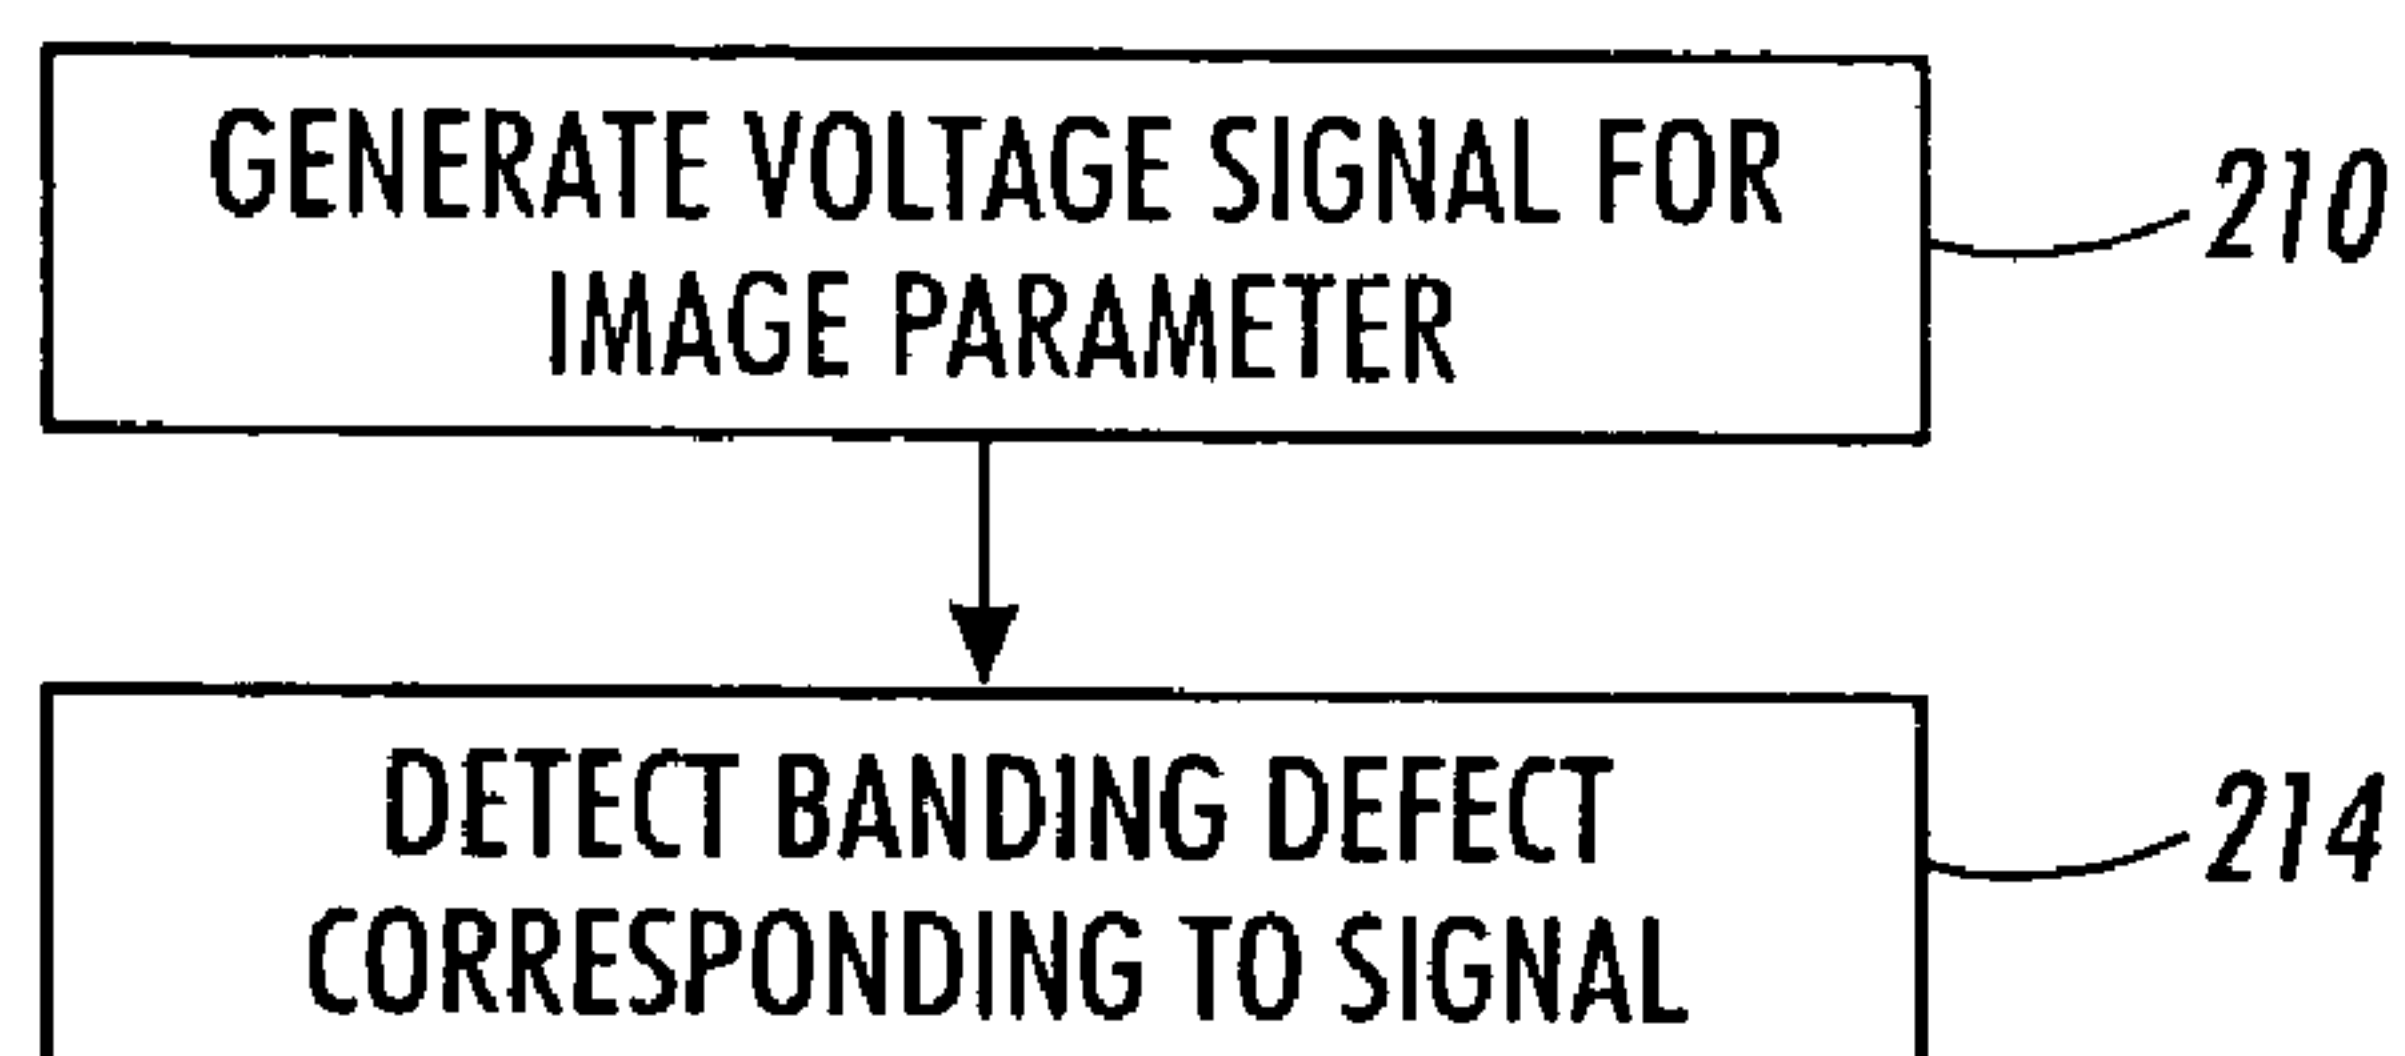 GENERATE VOLTAGE SIGNAL FOR
IMAGE PARAMETER
210
DETECT BANDING DEFECT
CORRESPONDING TO SIGNAL
214